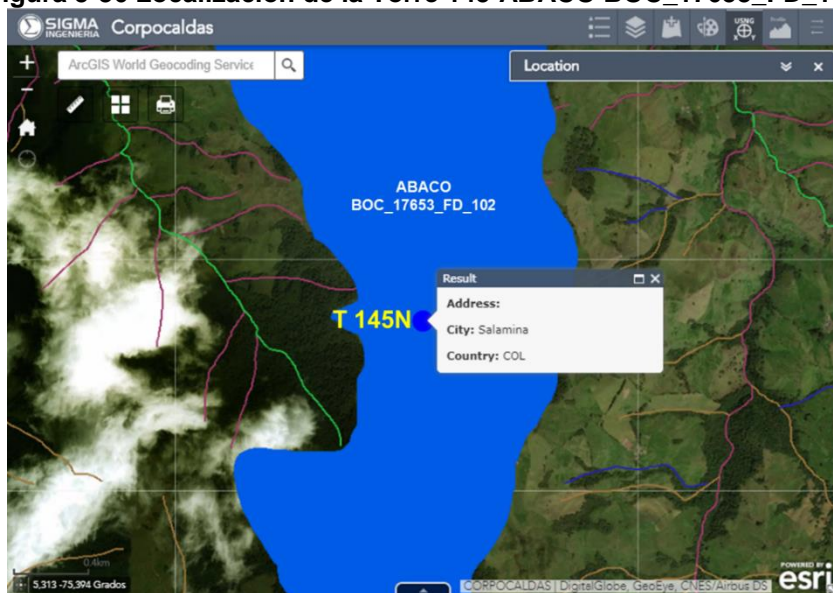 SIGMA
INGENIERIA
Corpocaldas
USNG
ArcGIS World Geocoding Service
Location
ABACO
BOC_17653_FD_102
T 145N
Result
Address:
City: Salamina
Country: COL
0.4km
5,313 -75,394 Grados
CORPOCALDAS | DigitalGlobe, GeoEye, CNES/Airbus DS
POWERED BY
esri